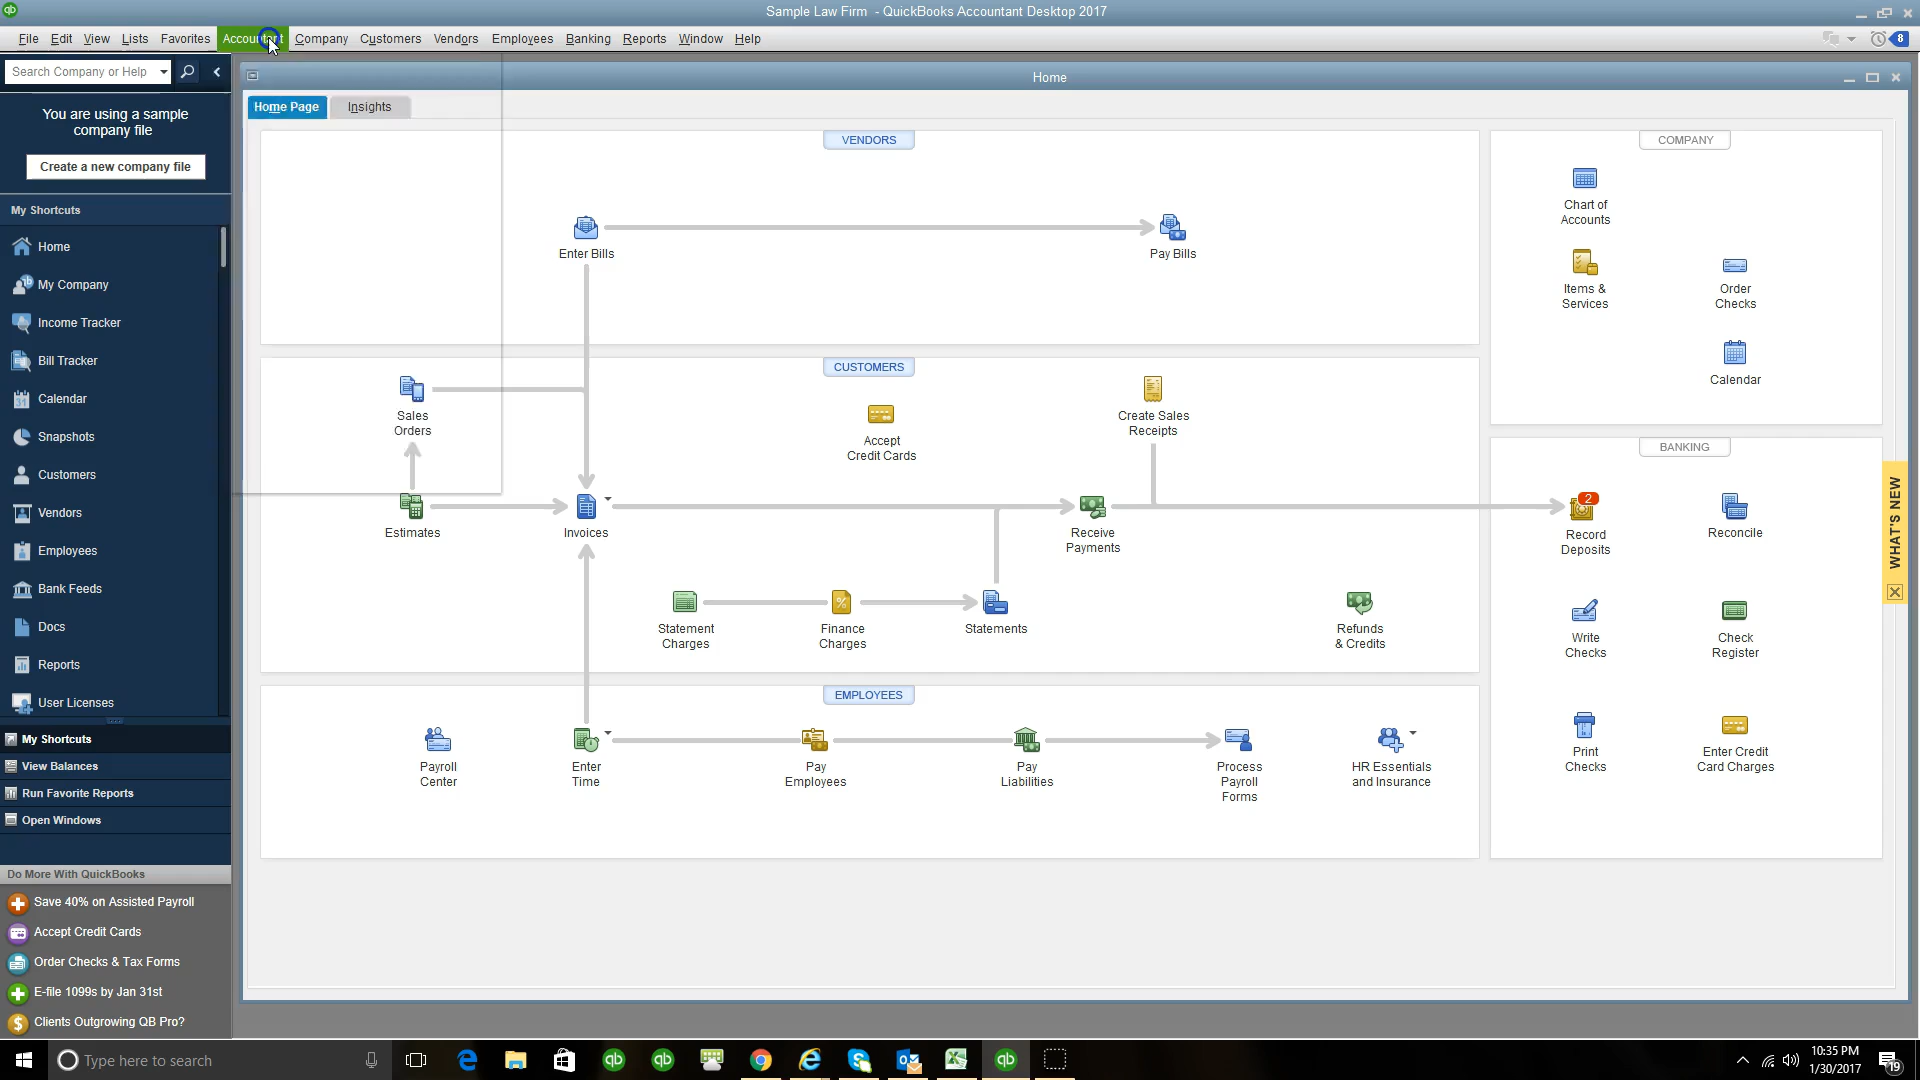 Sample Law Firm - QuickBooks Accountant Desktop 2017
File Edit View Lists Favorites Accountant Company Customers Vendors Employees Banking Reports Window Help
8
Search Company or Help
You are using a sample
company file
Create a new company file
My Shortcuts
Home
My Company
Income Tracker
Bill Tracker
31
Calendar
Snapshots
Customers
Vendors
Employees
Bank Feeds
Docs
Reports
User Licenses
My Shortcuts
View Balances
Run Favorite Reports
Open Windows
Do More With QuickBooks
Save 40% on Assisted Payroll
Accept Credit Cards
Order Checks & Tax Forms
E-file 1099s by Jan 31st
Clients Outgrowing QB Pro?
Home
Home Page
Insights
VENDORS
Enter Bills
Pay Bills
CUSTOMERS
Sales
Orders
Accept
Credit Cards
Create Sales
Receipts
Estimates
Invoices
Receive
Payments
Statement
Charges
Finance
Charges
Statements
Refunds
& Credits
EMPLOYEES
Payroll
Center
Enter
Time
Pay
Employees
Pay
Liabilities
Process
Payroll
Forms
HR Essentials
and Insurance
COMPANY
Chart of
Accounts
Items &
Services
Order
Checks
Calendar
BANKING
2
Record
Deposits
Reconcile
Write
Checks
Check
Register
Print
Checks
Enter Credit
Card Charges
WHAT'S NEW
Type here to search
10:35 PM
1/30/2017
19